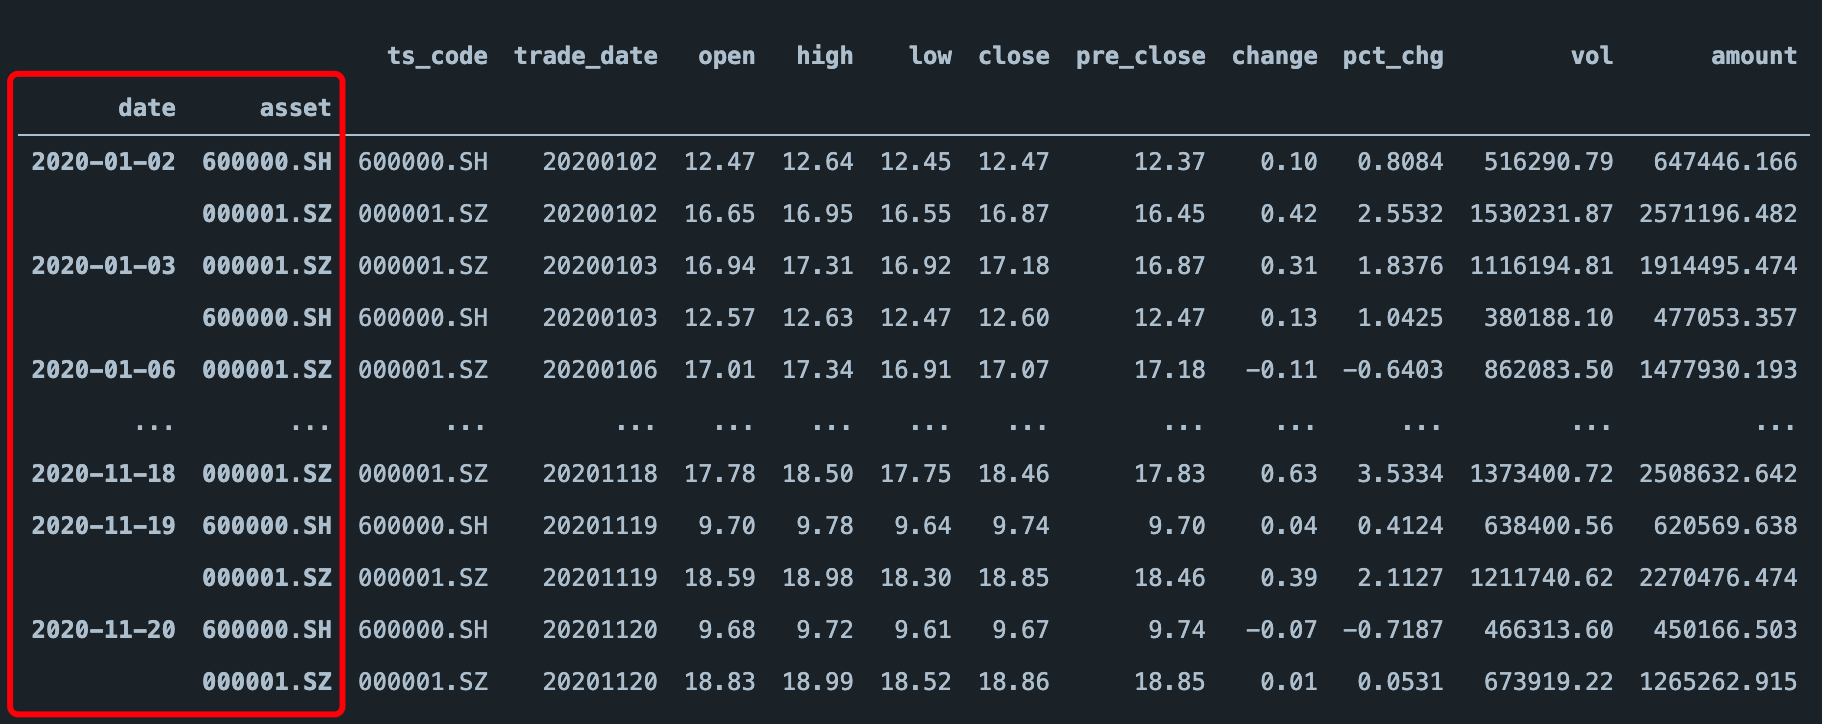 ts_code trade_date open high low close pre_close change pct_chg vol amount
date asset
2020-01-02 600000.SH 600000.SH 20200102 12.47 12.64 12.45 12.47 12.37 0.10 0.8084 516290.79 647446.166
000001.SZ 000001.SZ 20200102 16.65 16.95 16.55 16.87 16.45 0.42 2.5532 1530231.87 2571196.482
2020-01-03 000001.SZ 000001.SZ 20200103 16.94 17.31 16.92 17.18 16.87 0.31 1.8376 1116194.81 1914495.474
600000.SH 600000.SH 20200103 12.57 12.63 12.47 12.60 12.47 0.13 1.0425 380188.10 477053.357
2020-01-06 000001.SZ 000001.SZ 20200106 17.01 17.34 16.91 17.07 17.18 -0.11 -0.6403 862083.50 1477930.193
... ... ... ... ... ... ... ... ... ... ... ... ...
2020-11-18 000001.SZ 000001.SZ 20201118 17.78 18.50 17.75 18.46 17.83 0.63 3.5334 1373400.72 2508632.642
2020-11-19 600000.SH 600000.SH 20201119 9.70 9.78 9.64 9.74 9.70 0.04 0.4124 638400.56 620569.638
000001.SZ 000001.SZ 20201119 18.59 18.98 18.30 18.85 18.46 0.39 2.1127 1211740.62 2270476.474
2020-11-20 600000.SH 600000.SH 20201120 9.68 9.72 9.61 9.67 9.74 -0.07 -0.7187 466313.60 450166.503
000001.SZ 000001.SZ 20201120 18.83 18.99 18.52 18.86 18.85 0.01 0.0531 673919.22 1265262.915